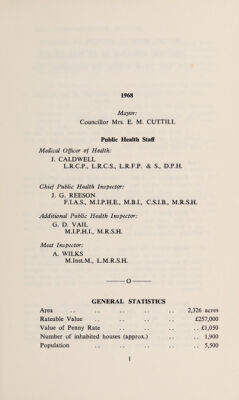 1968
Mayor:
Councillor Mrs. E. M. CUTTILL
Public Health Staff
Medical Officer of Health:
J. CALDWELL
L.R.C.P., L.R.C.S., L.R.F.P. & S., D.P.H.
Chief Public Health Inspector:
J. G. REESON
F.I.A.S., M.I.P.H.E., M.B.I., C.S.I.B., M.R.S.H.
Additional Public Health Inspector:
G. D. VAIL
M.I.P.H.I., M.R.S.H.
Meat Inspector:
A. WILKS
M.Inst.M., L.M.R.S.H.
——O——
GENERAL STATISTICS
Area .. .. .. .. .. 2,326 acres
Rateable Value .. .. .. .. £257,000
Value of Penny Rate .. .. .. .. £1,050
Number of inhabited houses (approx.) .. .. 1,900
Population .. .. .. .. .. 5,500
1